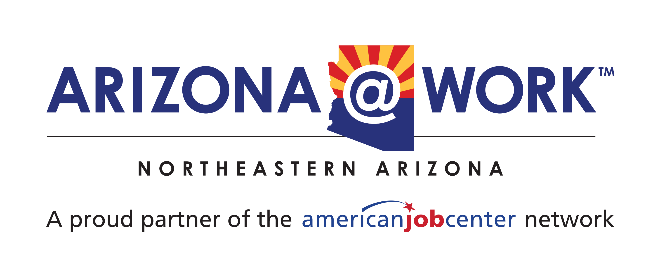 ARIZONA@WORK™
NORTHEASTERN ARIZONA
A proud partner of the americanjobcenter network